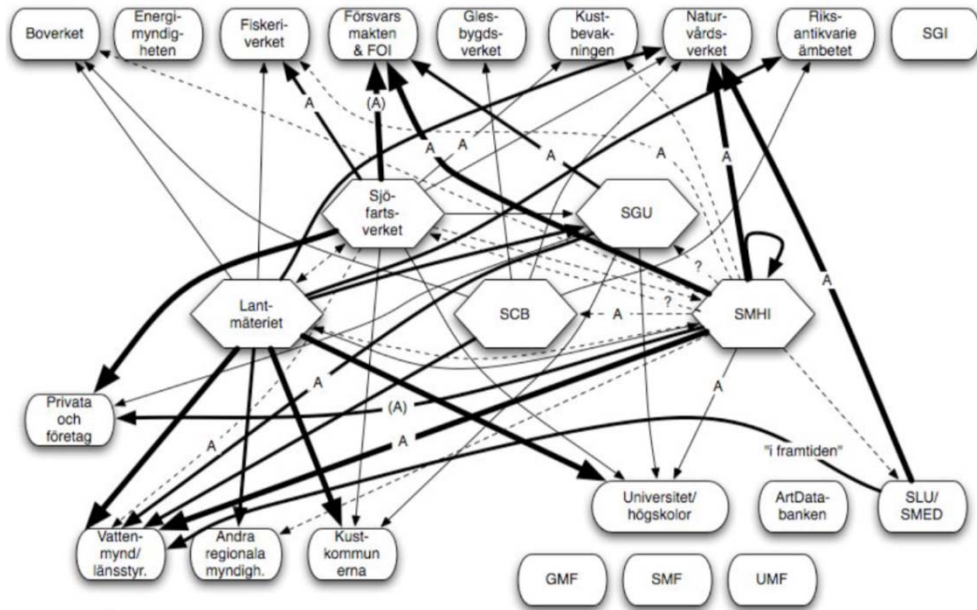 Boverket
Energi-
myndig-
heten
Fiskeri-
verket
Försvars
makten
& FOI
Gles-
bygds-
verket
Kust-
bevak-
ningen
Natur-
vårds-
verket
Riks-
antikvarie
ämbetet
SGI
A
(A)
A
A
A
A
A
Sjö-
farts-
verket
SGU
?
?
A
Lant-
mäteriet
SCB
A
SMHI
A
Privata
och
företag
(A)
A
A
A
"i framtiden"
Universitet/
högskolor
ArtData-
banken
SLU/
SMED
Vatten-
mynd/
länsstyr.
Andra
regionala
myndigh.
Kust-
kommun
erna
GMF
SMF
UMF